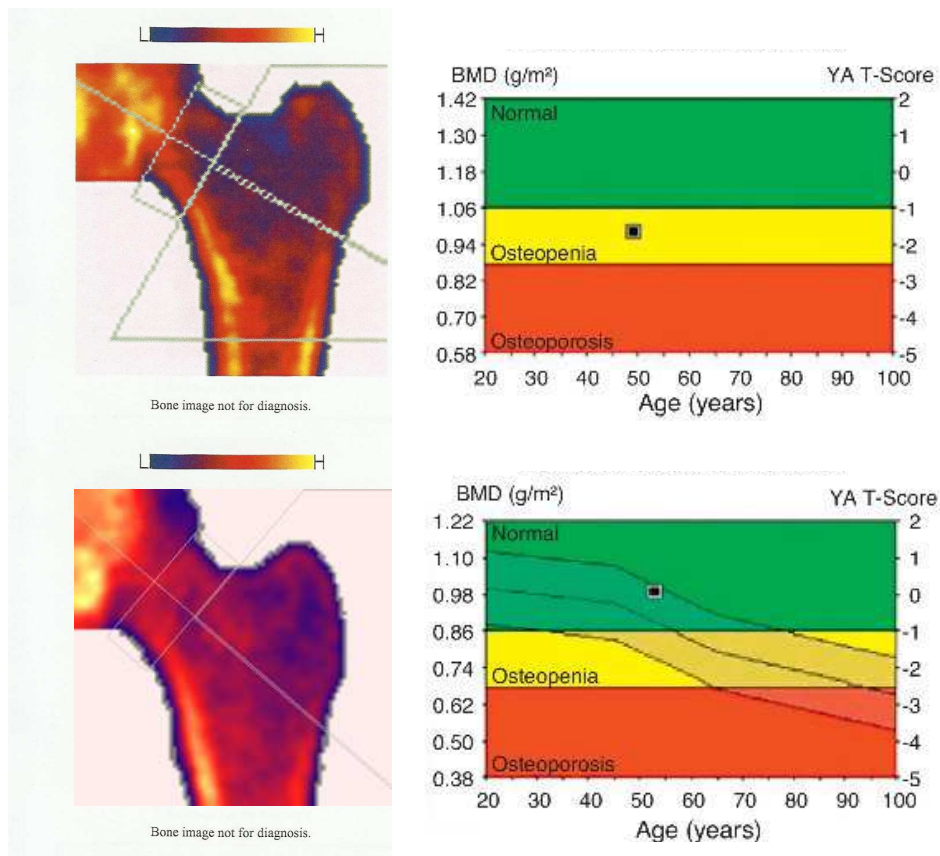 L H
Bone image not for diagnosis.
BMD (g/m²) YA T-Score
1.42 Normal 2
1.30 1
1.18 0
1.06 -1
0.94 -2
Osteopenia
0.82 -3
0.70 -4
Osteoporosis
0.58 -5
20 30 40 50 60 70 80 90 100
Age (years)
L H
Bone image not for diagnosis.
BMD (g/m²) YA T-Score
1.22 Normal 2
1.10 1
0.98 0
0.86 -1
0.74 -2
Osteopenia
0.62 -3
0.50 -4
Osteoporosis
0.38 -5
20 30 40 50 60 70 80 90 100
Age (years)